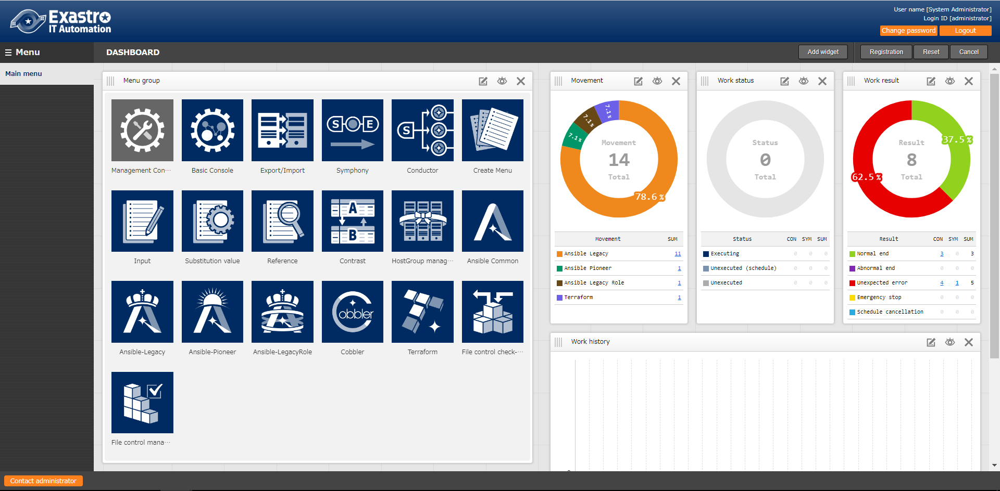 Exastro
IT Automation
User name [System Administrator]
Login ID [administrator]
Change password
Logout
Menu
DASHBOARD
Add widget
Registration
Reset
Cancel
Main menu
Menu group
Management Con···
Basic Console
Export/Import
S
E
Symphony
S
Conductor
Create Menu
Input
Substitution value
Reference
A
B
Contrast
HostGroup manag···
Ansible Common
Ansible-Legacy
Ansible-Pioneer
Ansible-LegacyRole
Cobbler
Cobbler
Terraform
File control check-···
File control mana···
Movement
7.1%
7.1%
7.1%
78.6%
Movement
14
Total
Movement SUM
Ansible Legacy 11
Ansible Pioneer 1
Ansible Legacy Role 1
Terraform 1
Work status
Status
0
Total
Status CON SYM SUM
Executing 0 0 0
Unexecuted (schedule) 0 0 0
Unexecuted 0 0 0
Work result
37.5%
62.5%
Result
8
Total
Result CON SYM SUM
Normal end 3 0 3
Abnormal end 0 0 0
Unexpected error 4 1 5
Emergency stop 0 0 0
Schedule cancellation 0 0 0
Work history
Contact administrator